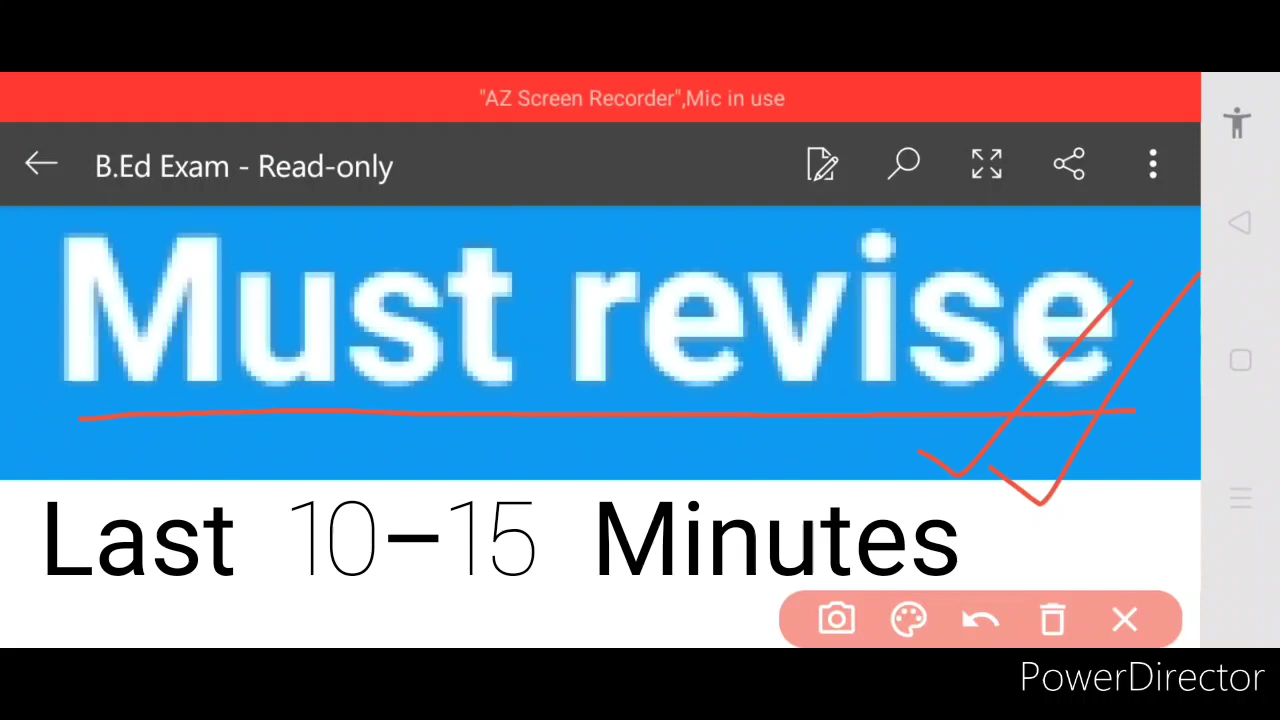 "AZ Screen Recorder",Mic in use
B.Ed Exam - Read-only
Must revise
Last 10–15 Minutes
PowerDirector